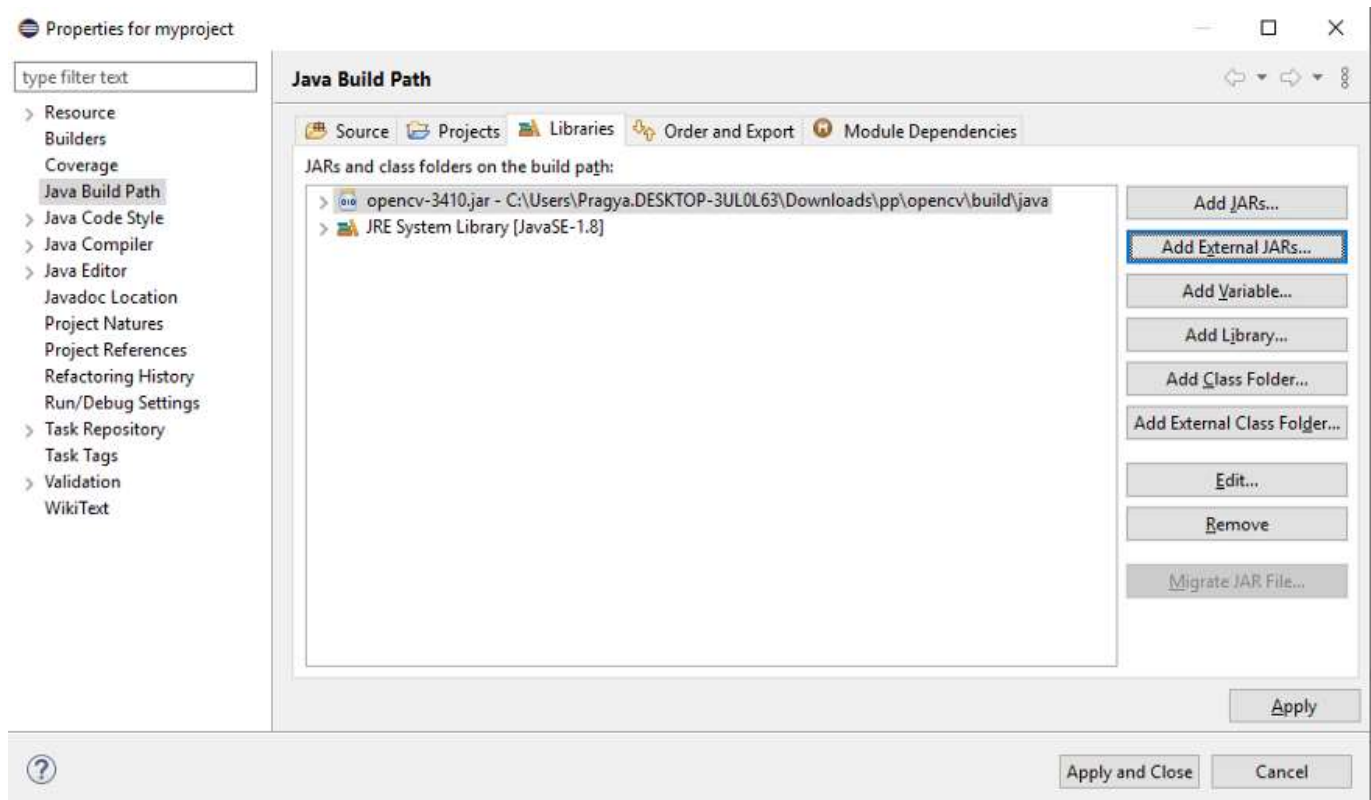 Properties for myproject
type filter text
Resource
Builders
Coverage
Java Build Path
Java Code Style
Java Compiler
Java Editor
Javadoc Location
Project Natures
Project References
Refactoring History
Run/Debug Settings
Task Repository
Task Tags
Validation
WikiText
Java Build Path
Source Projects Libraries Order and Export Module Dependencies
JARs and class folders on the build path:
opencv-3410.jar - C:\Users\Pragya.DESKTOP-3UL0L63\Downloads\pp\opencv\build\java
JRE System Library [JavaSE-1.8]
Add JARs...
Add External JARs...
Add Variable...
Add Library...
Add Class Folder...
Add External Class Folder...
Edit...
Remove
Migrate JAR File...
Apply
Apply and Close Cancel